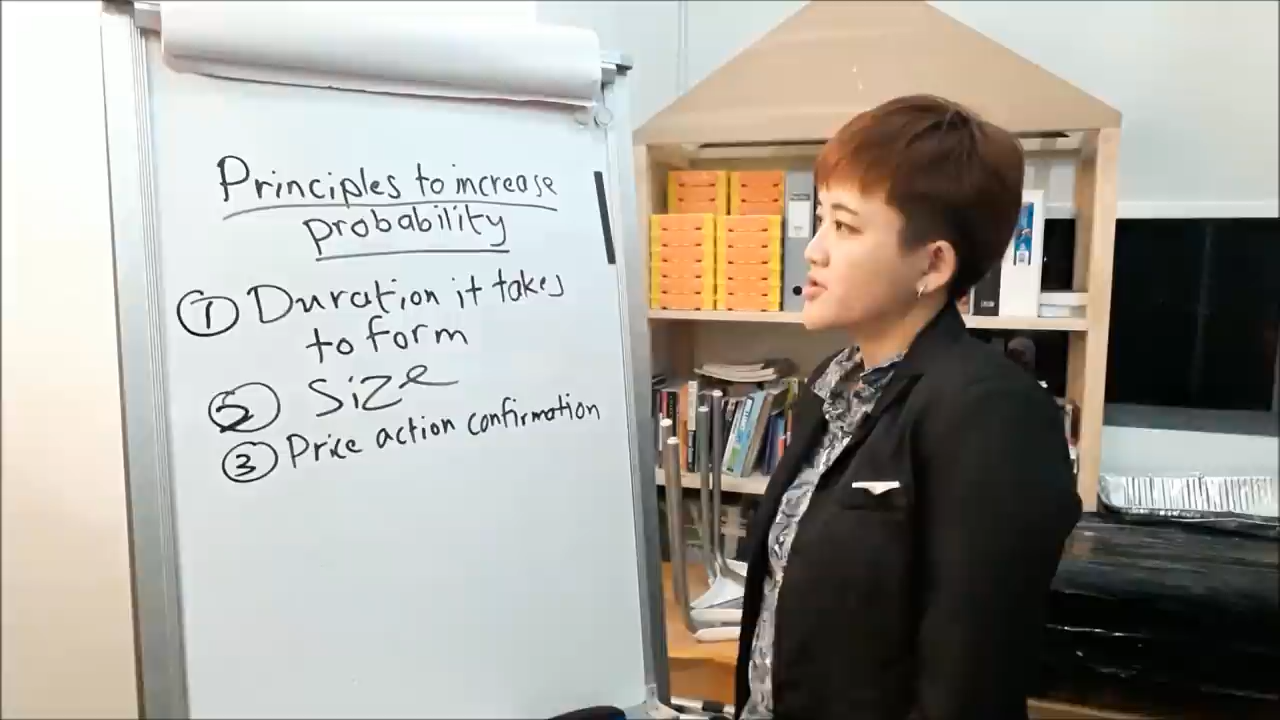 Principles to increase
probability
① Duration it takes
to form
② Size
③ Price action confirmation